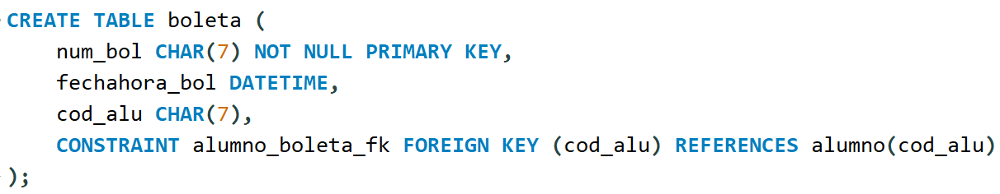 CREATE TABLE boleta (
    num_bol CHAR(7) NOT NULL PRIMARY KEY,
    fechahora_bol DATETIME,
    cod_alu CHAR(7),
    CONSTRAINT alumno_boleta_fk FOREIGN KEY (cod_alu) REFERENCES alumno(cod_alu)
);